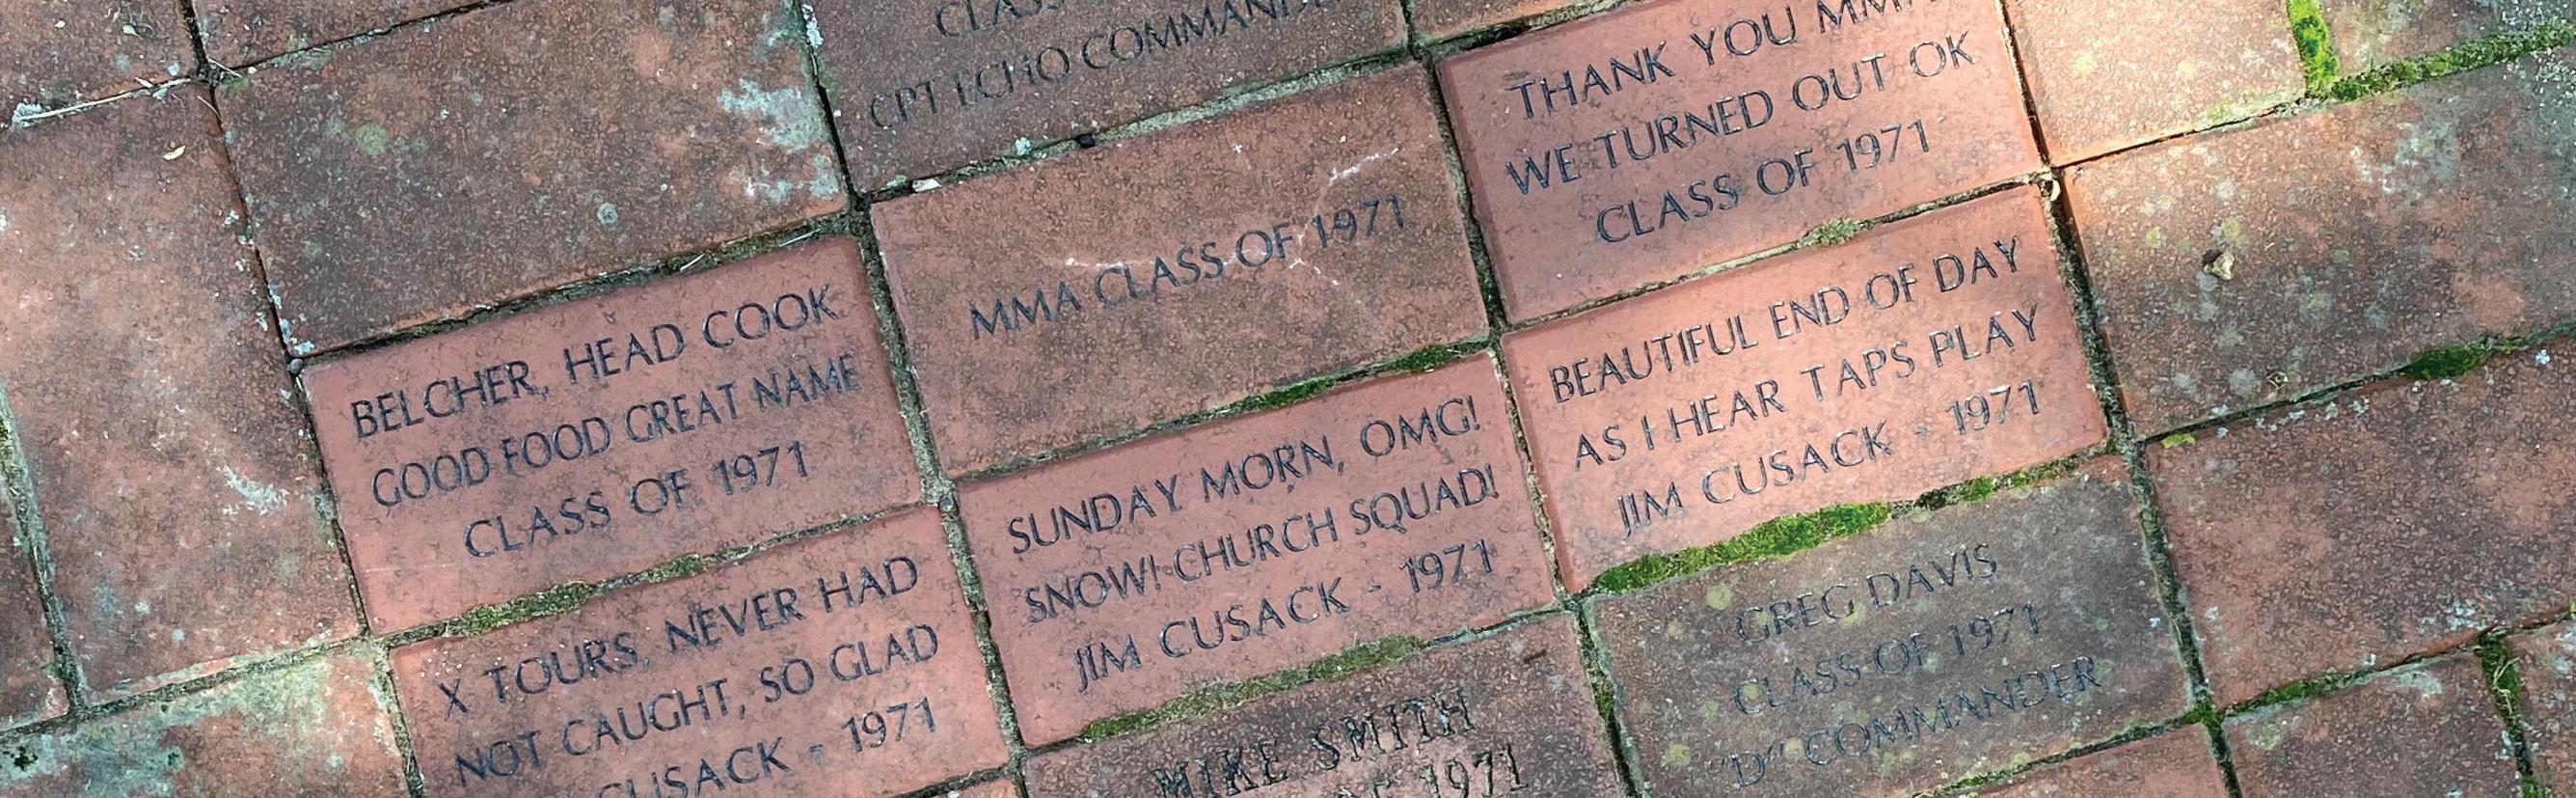 CLASS
CPT ECHO COMMANDER
THANK YOU MMA
WE TURNED OUT OK
CLASS OF 1971
MMA CLASS OF 1971
BELCHER, HEAD COOK
GOOD FOOD GREAT NAME
CLASS OF 1971
BEAUTIFUL END OF DAY
AS I HEAR TAPS PLAY
JIM CUSACK - 1971
SUNDAY MORN, OMG!
SNOW! CHURCH SQUAD!
JIM CUSACK - 1971
X TOURS, NEVER HAD
NOT CAUGHT, SO GLAD
CUSACK - 1971
GREG DAVIS
CLASS OF 1971
"D" COMMANDER
MIKE SMITH
OF 1971